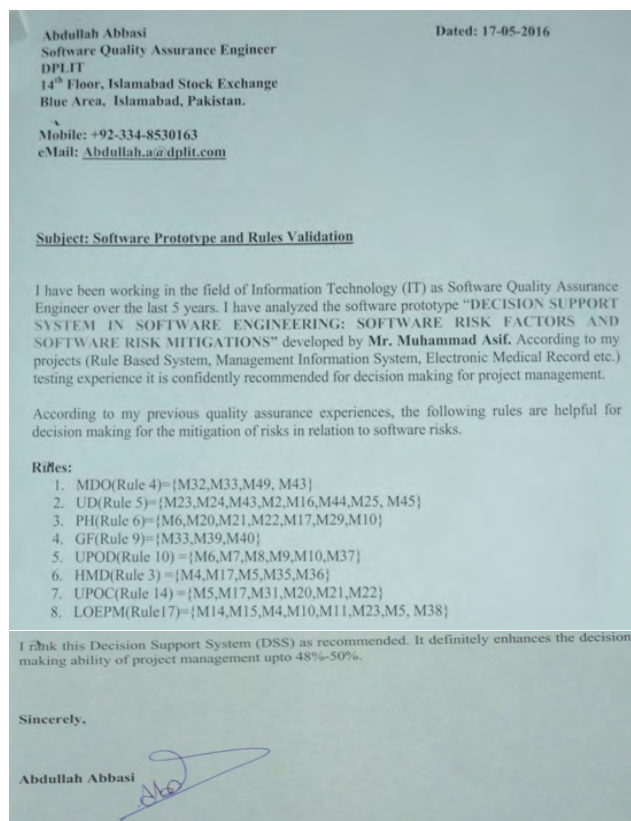 Abdullah Abbasi Dated: 17-05-2016
Software Quality Assurance Engineer
DPLIT
14th Floor, Islamabad Stock Exchange
Blue Area, Islamabad, Pakistan.
Mobile: +92-334-8530163
eMail: Abdullah.a@dplit.com
Subject: Software Prototype and Rules Validation
I have been working in the field of Information Technology (IT) as Software Quality Assurance
Engineer over the last 5 years. I have analyzed the software prototype “DECISION SUPPORT
SYSTEM IN SOFTWARE ENGINEERING: SOFTWARE RISK FACTORS AND
SOFTWARE RISK MITIGATIONS” developed by Mr. Muhammad Asif. According to my
projects (Rule Based System, Management Information System, Electronic Medical Record etc.)
testing experience it is confidently recommended for decision making for project management.
According to my previous quality assurance experiences, the following rules are helpful for
decision making for the mitigation of risks in relation to software risks.
Rules:
1. MDO(Rule 4)={M32,M33,M49, M43}
2. UD(Rule 5)={M23,M24,M43,M2,M16,M44,M25, M45}
3. PH(Rule 6)={M6,M20,M21,M22,M17,M29,M10}
4. GF(Rule 9)={M33,M39,M40}
5. UPOD(Rule 10) ={M6,M7,M8,M9,M10,M37}
6. HMD(Rule 3) ={M4,M17,M5,M35,M36}
7. UPOC(Rule 14) ={M5,M17,M31,M20,M21,M22}
8. LOEPM(Rule17)={M14,M15,M4,M10,M11,M23,M5, M38}
I rank this Decision Support System (DSS) as recommended. It definitely enhances the decision
making ability of project management upto 48%-50%.
Sincerely,
Abdullah Abbasi